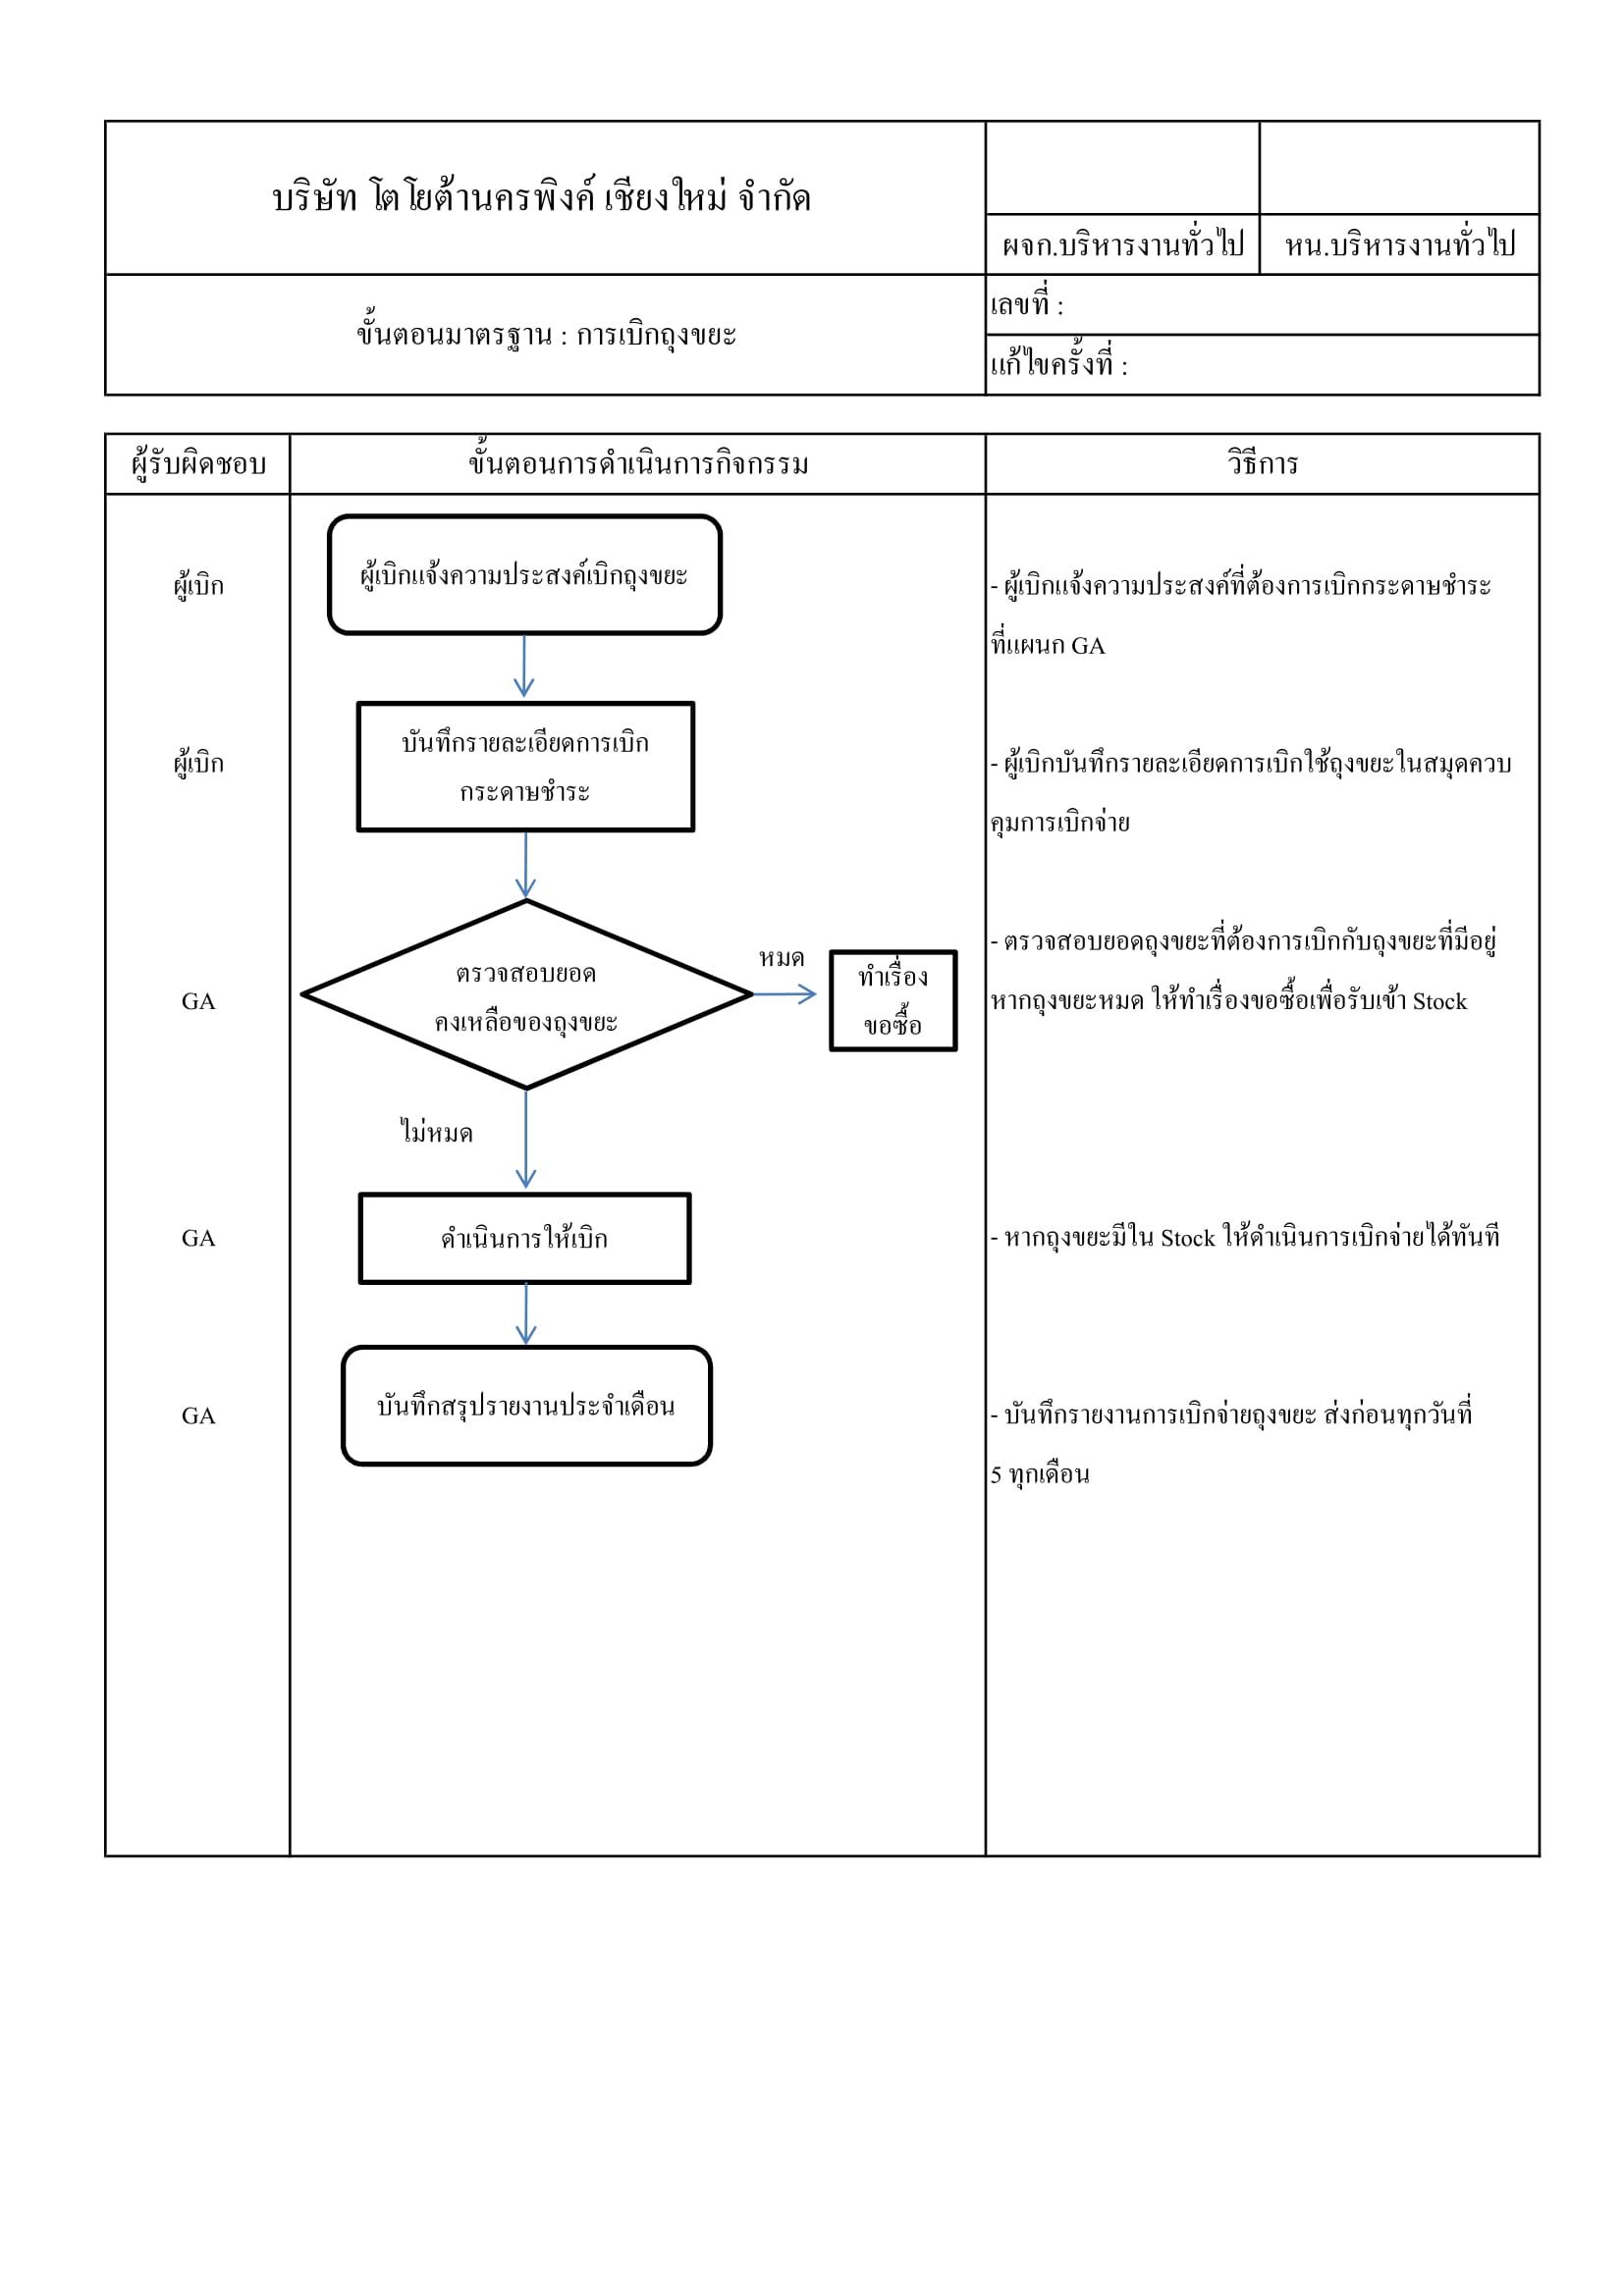 บริษัท โตโยต้านครพิงค์ เชียงใหม่ จำกัด
ผจก.บริหารงานทั่วไป
หน.บริหารงานทั่วไป
ขั้นตอนมาตรฐาน : การเบิกถุงขยะ
เลขที่ :
แก้ไขครั้งที่ :
ผู้รับผิดชอบ
ขั้นตอนการดำเนินการกิจกรรม
วิธีการ
ผู้เบิก
ผู้เบิกแจ้งความประสงค์เบิกถุงขยะ
- ผู้เบิกแจ้งความประสงค์ที่ต้องการเบิกกระดาษชำระ
ที่แผนก GA
ผู้เบิก
บันทึกรายละเอียดการเบิก
กระดาษชำระ
- ผู้เบิกบันทึกรายละเอียดการเบิกใช้ถุงขยะในสมุดควบ
คุมการเบิกจ่าย
GA
ตรวจสอบยอด
คงเหลือของถุงขยะ
หมด
ทำเรื่อง
ขอซื้อ
- ตรวจสอบยอดถุงขยะที่ต้องการเบิกกับถุงขยะที่มีอยู่
หากถุงขยะหมด ให้ทำเรื่องขอซื้อเพื่อรับเข้า Stock
ไม่หมด
GA
ดำเนินการให้เบิก
- หากถุงขยะมีใน Stock ให้ดำเนินการเบิกจ่ายได้ทันที
GA
บันทึกสรุปรายงานประจำเดือน
- บันทึกรายงานการเบิกจ่ายถุงขยะ ส่งก่อนทุกวันที่
5 ทุกเดือน